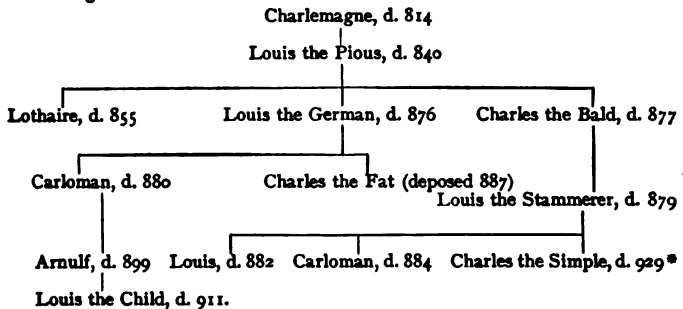 Charlemagne, d. 814
Louis the Pious, d. 840
Lothaire, d. 855 Louis the German, d. 876 Charles the Bald, d. 877
Carloman, d. 880 Charles the Fat (deposed 887)
Louis the Stammerer, d. 879
Arnulf, d. 899 Louis, d. 882 Carloman, d. 884 Charles the Simple, d. 929*
Louis the Child, d. 911.